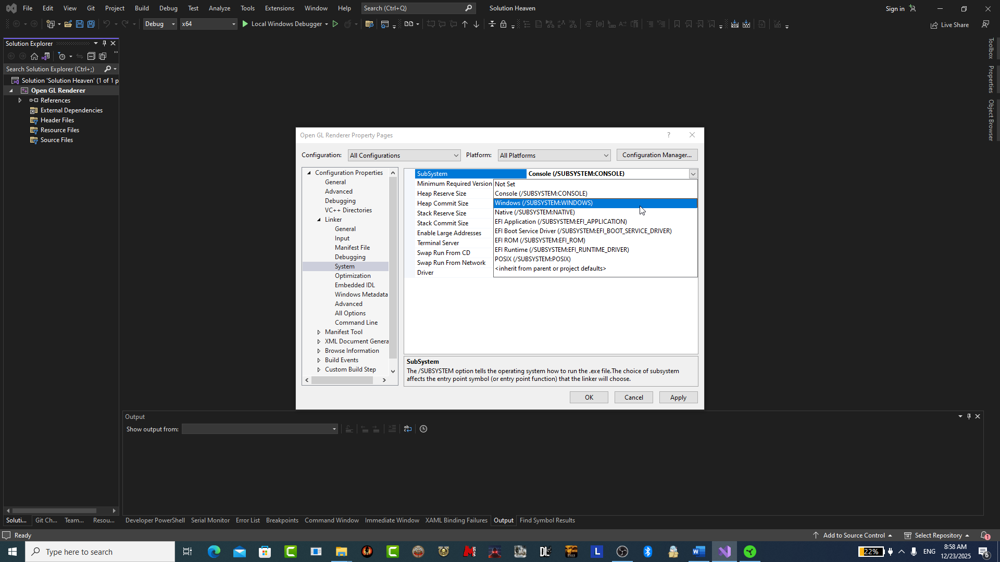 File Edit View Git Project Build Debug Test Analyze Tools Extensions Window Help Search (Ctrl+Q) Solution Heaven Sign in
Debug x64 Local Windows Debugger Live Share
Solution Explorer
Search Solution Explorer (Ctrl+;)
Solution 'Solution Heaven' (1 of 1 p
Open GL Renderer
References
External Dependencies
Header Files
Resource Files
Source Files
Toolbox
Properties
Object Browser
Open GL Renderer Property Pages ?
Configuration: All Configurations Platform: All Platforms Configuration Manager...
Configuration Properties
General
Advanced
Debugging
VC++ Directories
Linker
General
Input
Manifest File
Debugging
System
Optimization
Embedded IDL
Windows Metadata
Advanced
All Options
Command Line
Manifest Tool
XML Document Genera
Browse Information
Build Events
Custom Build Step
SubSystem Console (/SUBSYSTEM:CONSOLE)
Minimum Required Version
Heap Reserve Size
Heap Commit Size
Stack Reserve Size
Stack Commit Size
Enable Large Addresses
Terminal Server
Swap Run From CD
Swap Run From Network
Driver
Not Set
Console (/SUBSYSTEM:CONSOLE)
Windows (/SUBSYSTEM:WINDOWS)
Native (/SUBSYSTEM:NATIVE)
EFI Application (/SUBSYSTEM:EFI_APPLICATION)
EFI Boot Service Driver (/SUBSYSTEM:EFI_BOOT_SERVICE_DRIVER)
EFI ROM (/SUBSYSTEM:EFI_ROM)
EFI Runtime (/SUBSYSTEM:EFI_RUNTIME_DRIVER)
POSIX (/SUBSYSTEM:POSIX)
<inherit from parent or project defaults>
SubSystem
The /SUBSYSTEM option tells the operating system how to run the .exe file.The choice of subsystem
affects the entry point symbol (or entry point function) that the linker will choose.
OK Cancel Apply
Output
Show output from:
Soluti... Git Ch... Team... Resou... Developer PowerShell Serial Monitor Error List Breakpoints Command Window Immediate Window XAML Binding Failures Output Find Symbol Results
Ready Add to Source Control Select Repository 1
Type here to search 22% ENG 8:58 AM
12/23/2025 6